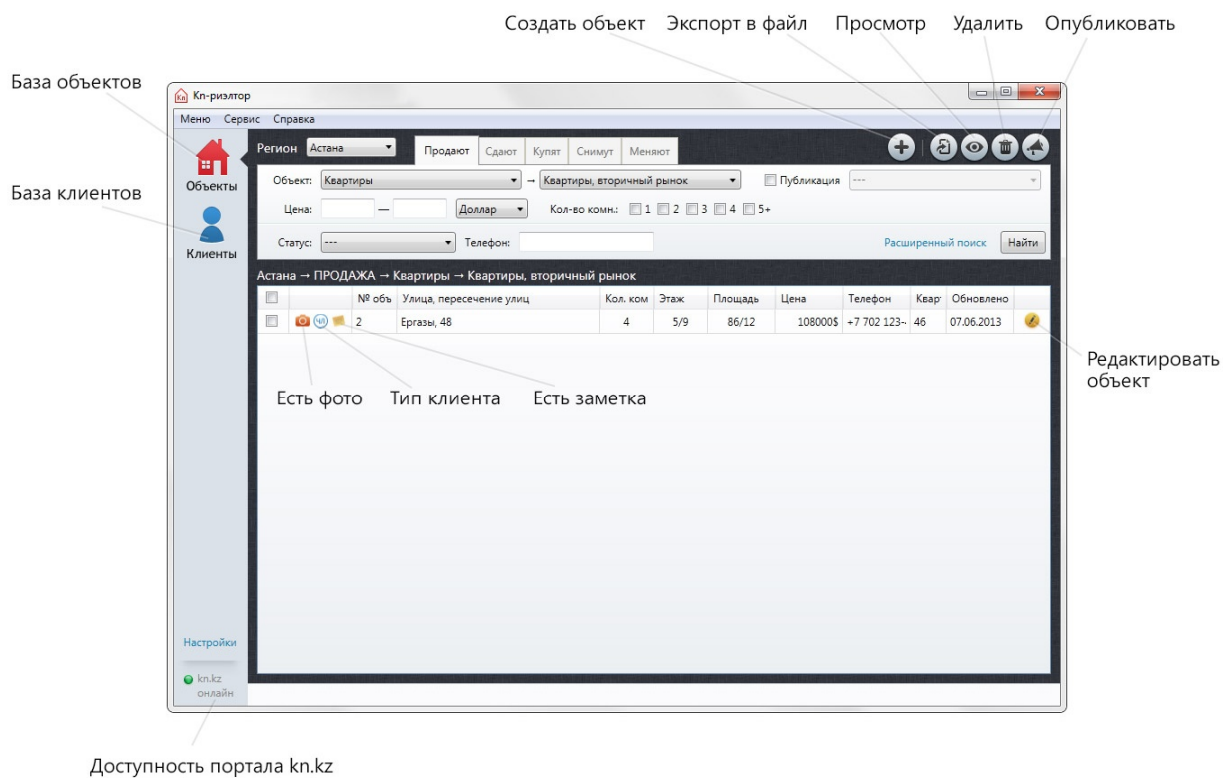 Создать объект Экспорт в файл Просмотр Удалить Опубликовать
База объектов
Kn-риэлтор
Меню Сервис Справка
Регион Астана Продают Сдают Купят Снимут Меняют
Объекты
Объект: Квартиры → Квартиры, вторичный рынок Публикация ---
База клиентов
Цена: — Доллар Кол-во комн.: 1 2 3 4 5+
Клиенты
Статус: --- Телефон: Расширенный поиск Найти
Астана → ПРОДАЖА → Квартиры → Квартиры, вторичный рынок
№ объ Улица, пересечение улиц Кол. ком Этаж Площадь Цена Телефон Квар Обновлено
ЧЛ 2 Ергазы, 48 4 5/9 86/12 108000$ +7 702 123-- 46 07.06.2013
Редактировать
объект
Есть фото Тип клиента Есть заметка
Настройки
kn.kz
онлайн
Доступность портала kn.kz